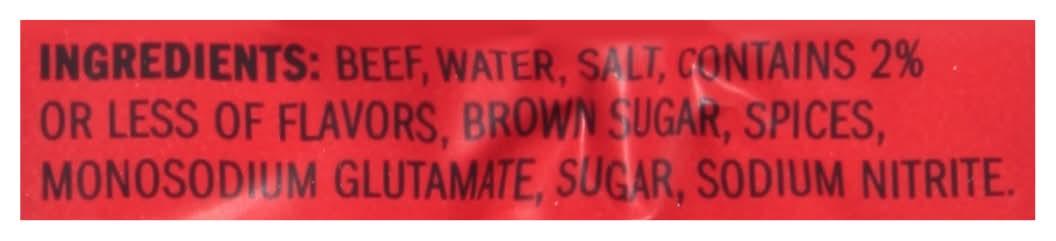 INGREDIENTS: BEEF, WATER, SALT, CONTAINS 2%
OR LESS OF FLAVORS, BROWN SUGAR, SPICES,
MONOSODIUM GLUTAMATE, SUGAR, SODIUM NITRITE.